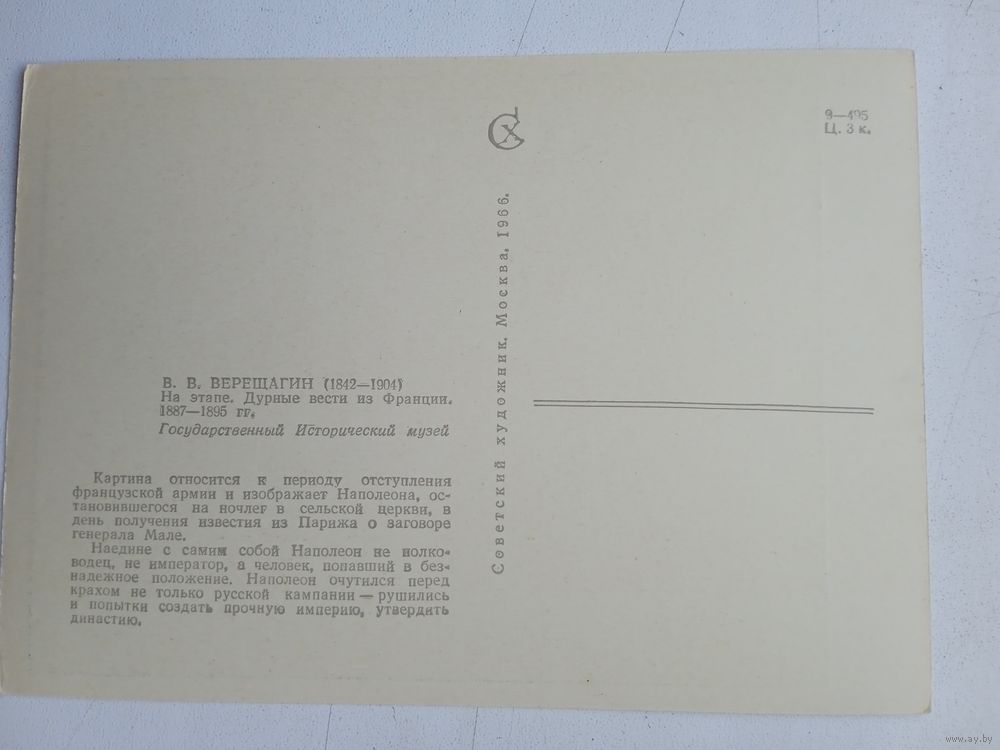 В. В. ВЕРЕЩАГИН (1842—1904)
На этапе. Дурные вести из Франции.
1887—1895 гг.
Государственный Исторический музей
Картина относится к периоду отступления
французской армии и изображает Наполеона, ос-
тановившегося на ночлег в сельской церкви, в
день получения известия из Парижа о заговоре
генерала Мале.
Наедине с самим собой Наполеон не полко-
водец, не император, а человек, попавший в без-
надежное положение. Наполеон очутился перед
крахом не только русской кампании — рушились
и попытки создать прочную империю, утвердить
династию.
СХ
Советский художник. Москва. 1966.
9—495
Ц. 3 к.
www.ay.by